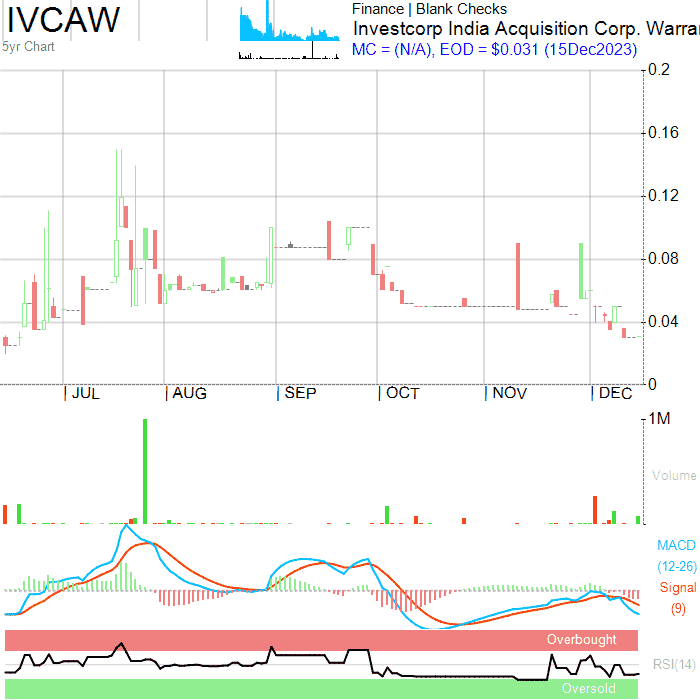 IVCAW
5yr Chart
Finance | Blank Checks
Investcorp India Acquisition Corp. Warra
MC = (N/A), EOD = $0.031 (15Dec2023)
0.2
0.16
0.12
0.08
0.04
0
JUL AUG SEP OCT NOV DEC
1M
Volume
MACD
(12-26)
Signal
(9)
Overbought
RSI(14)
Oversold